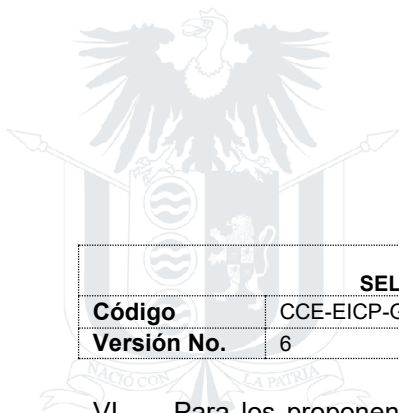 SEL
Código CCE-EICP-G
Versión No. 6
NACIÓ CON LA PATRIA
VI. Para los proponen